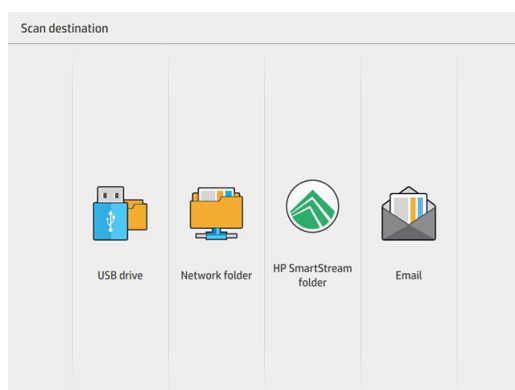 Scan destination
USB drive
Network folder
HP SmartStream
folder
Email